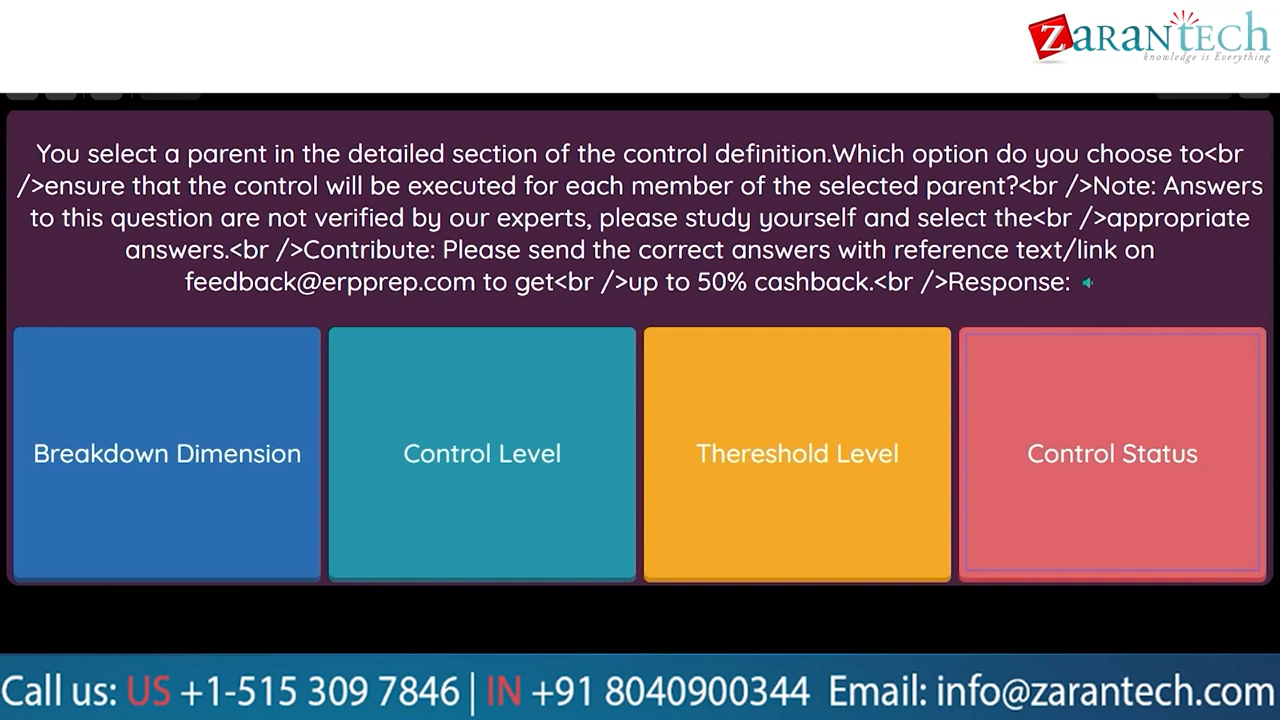 ZaranTech
knowledge is Everything
You select a parent in the detailed section of the control definition.Which option do you choose to<br
/>ensure that the control will be executed for each member of the selected parent?<br />Note: Answers
to this question are not verified by our experts, please study yourself and select the<br />appropriate
answers.<br />Contribute: Please send the correct answers with reference text/link on
feedback@erpprep.com to get<br />up to 50% cashback.<br />Response:
Breakdown Dimension
Control Level
Thereshold Level
Control Status
Call us: US +1-515 309 7846 | IN +91 8040900344 Email: info@zarantech.com